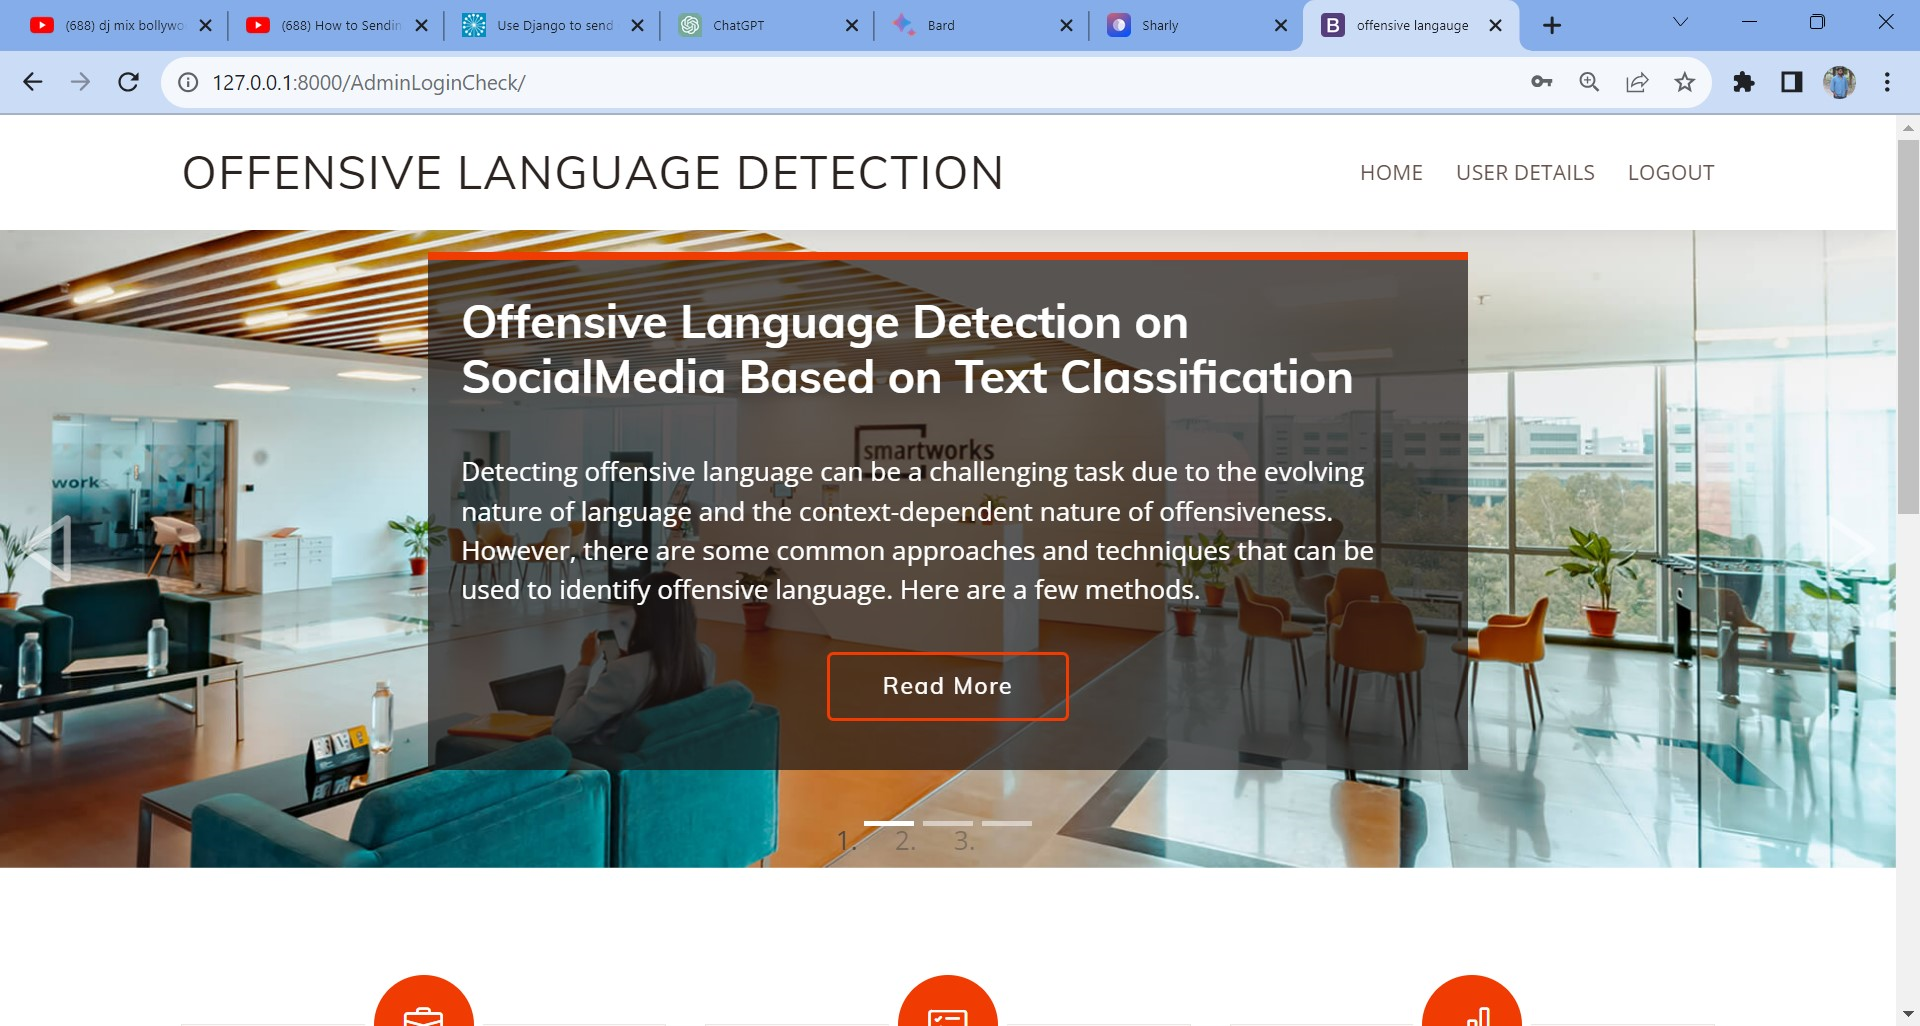 (688) dj mix bollywo
(688) How to Sendin
Use Django to send
ChatGPT
Bard
Sharly
B
offensive langauge
127.0.0.1:8000/AdminLoginCheck/
OFFENSIVE LANGUAGE DETECTION
HOME
USER DETAILS
LOGOUT
Offensive Language Detection on
SocialMedia Based on Text Classification
smartworks
works
Detecting offensive language can be a challenging task due to the evolving
nature of language and the context-dependent nature of offensiveness.
However, there are some common approaches and techniques that can be
used to identify offensive language. Here are a few methods.
Read More
1.
2.
3.